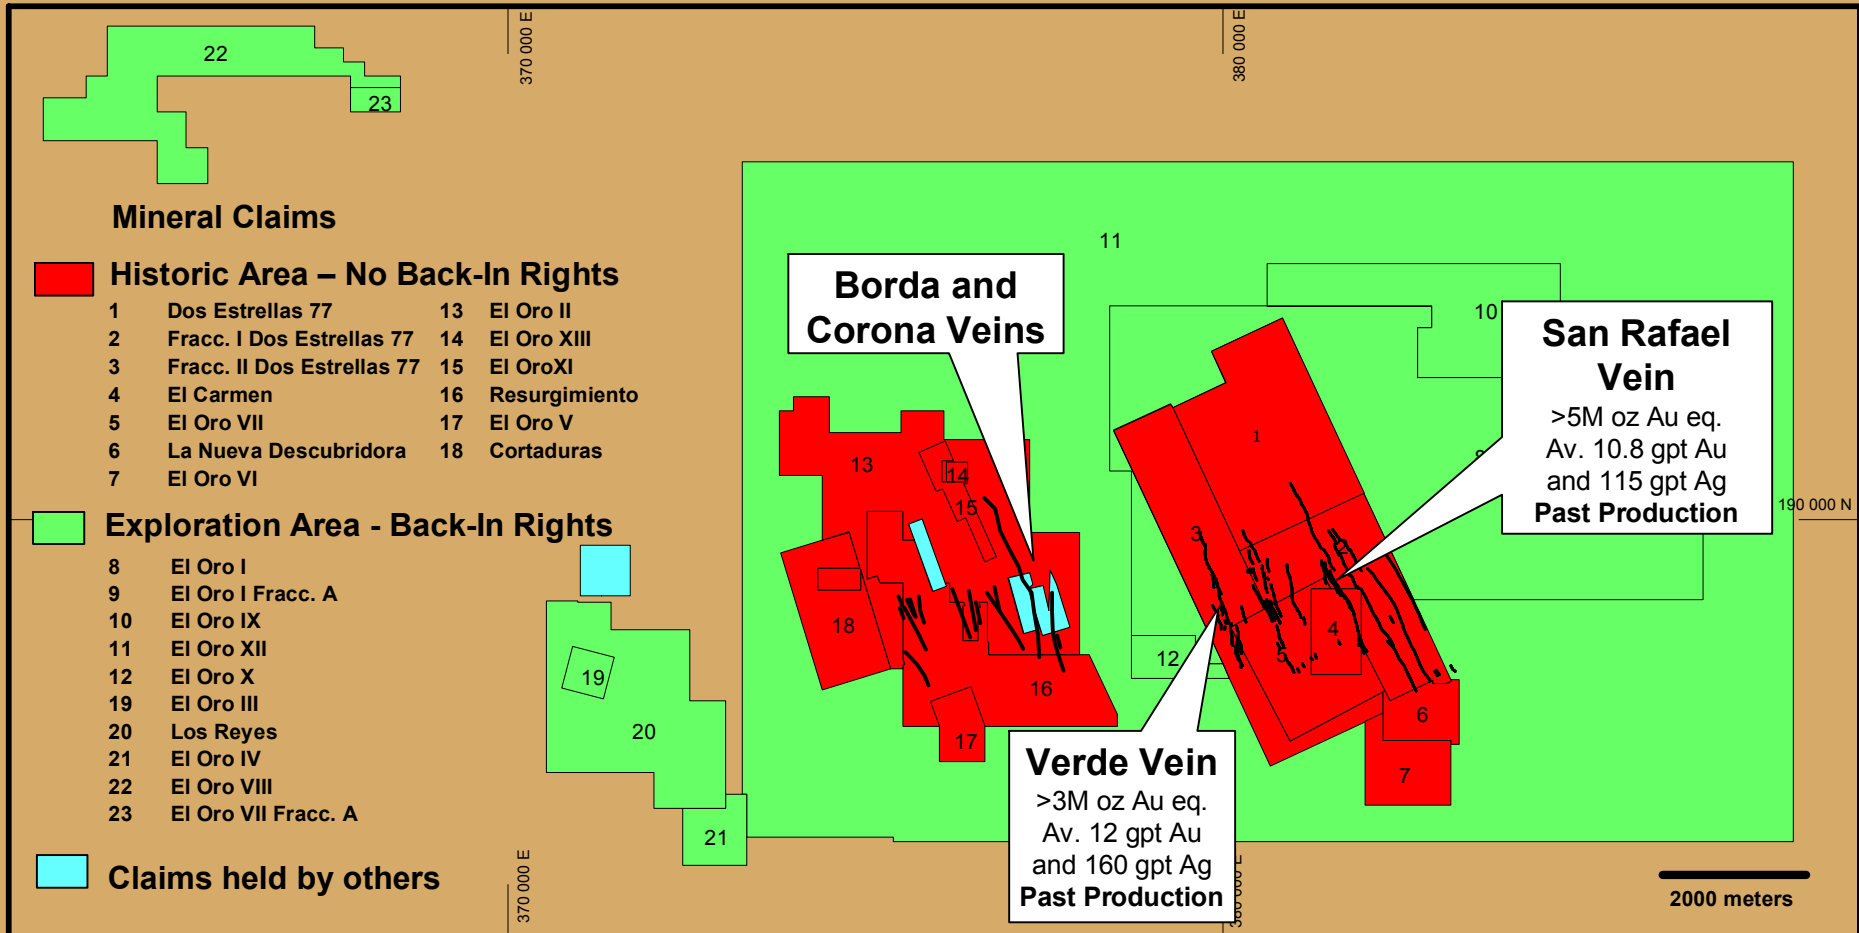 370 000 E
380 000 E
22
23
Mineral Claims
11
Historic Area – No Back-In Rights
1 Dos Estrellas 77 13 El Oro II
2 Fracc. I Dos Estrellas 77 14 El Oro XIII
3 Fracc. II Dos Estrellas 77 15 El OroXI
4 El Carmen 16 Resurgimiento
5 El Oro VII 17 El Oro V
6 La Nueva Descubridora 18 Cortaduras
7 El Oro VI
Borda and
Corona Veins
10
San Rafael
Vein
>5M oz Au eq.
Av. 10.8 gpt Au
and 115 gpt Ag
Past Production
1
13
14
15
190 000 N
Exploration Area - Back-In Rights
8 El Oro I
9 El Oro I Fracc. A
10 El Oro IX
11 El Oro XII
12 El Oro X
19 El Oro III
20 Los Reyes
21 El Oro IV
22 El Oro VIII
23 El Oro VII Fracc. A
3
2
18
4
5
12
19
16
20
6
17
7
21
Verde Vein
>3M oz Au eq.
Av. 12 gpt Au
and 160 gpt Ag
Past Production
Claims held by others
370 000 E
380 000 E
2000 meters